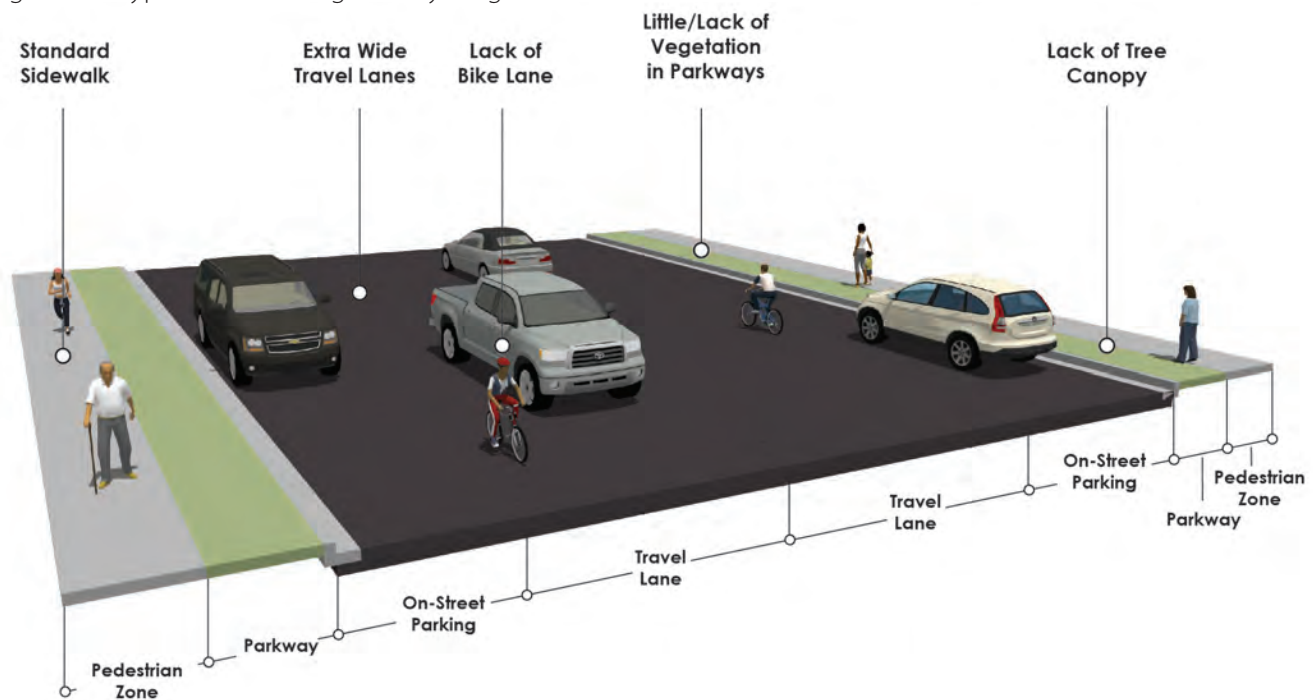 Standard
Sidewalk
Extra Wide
Travel Lanes
Lack of
Bike Lane
Little/Lack of
Vegetation
in Parkways
Lack of Tree
Canopy
Pedestrian
Zone
Parkway
On-Street
Parking
Travel
Lane
Travel
Lane
On-Street
Parking
Parkway
Pedestrian
Zone